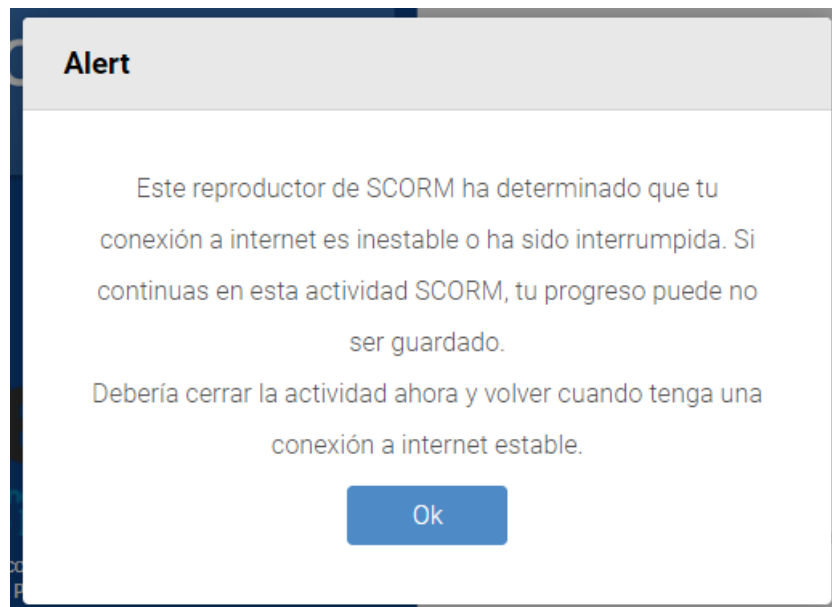 Alert
Este reproductor de SCORM ha determinado que tu
conexión a internet es inestable o ha sido interrumpida. Si
continuas en esta actividad SCORM, tu progreso puede no
ser guardado.
Debería cerrar la actividad ahora y volver cuando tenga una
conexión a internet estable.
Ok